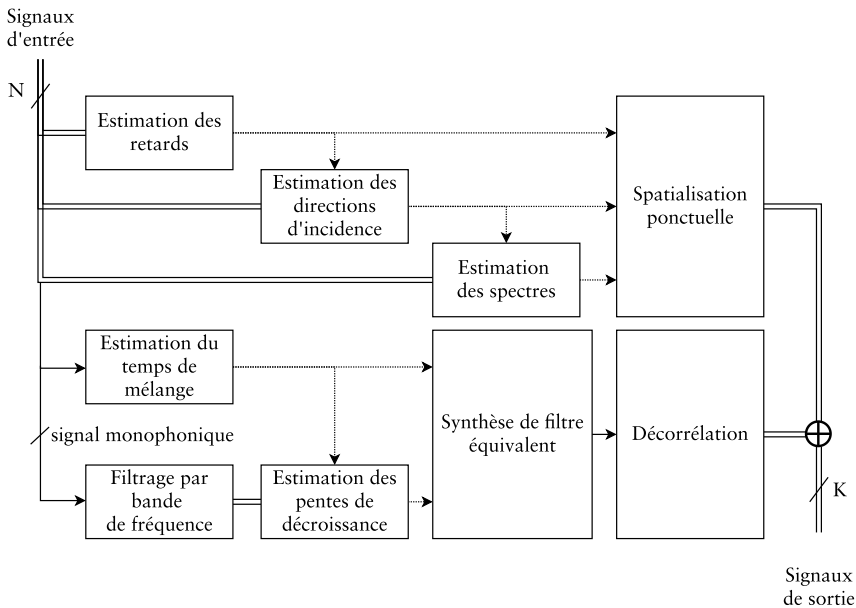 Signaux
d'entrée
N
Estimation des
retards
Estimation des
directions
d'incidence
Estimation
des spectres
Spatialisation
ponctuelle
Estimation du
temps de
mélange
signal monophonique
Filtrage par
bande
de fréquence
Estimation des
pentes de
décroissance
Synthèse de filtre
équivalent
Décorrélation
K
Signaux
de sortie